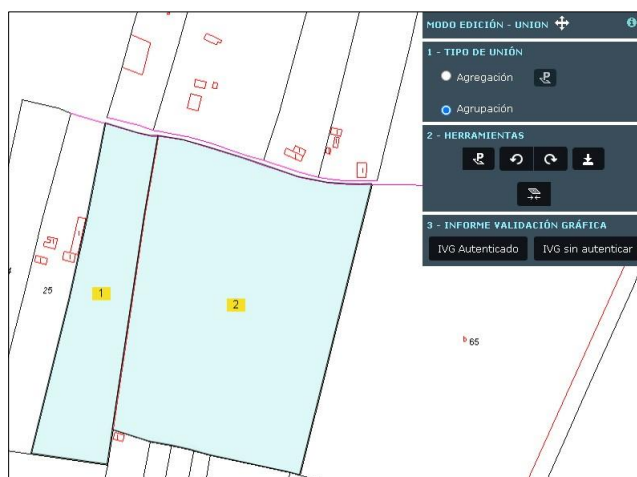 MODO EDICIÓN - UNION
1 - TIPO DE UNIÓN
Agregación
Agrupación
2 - HERRAMIENTAS
3 - INFORME VALIDACIÓN GRÁFICA
IVG Autenticado
IVG sin autenticar
1
2
25
b 65